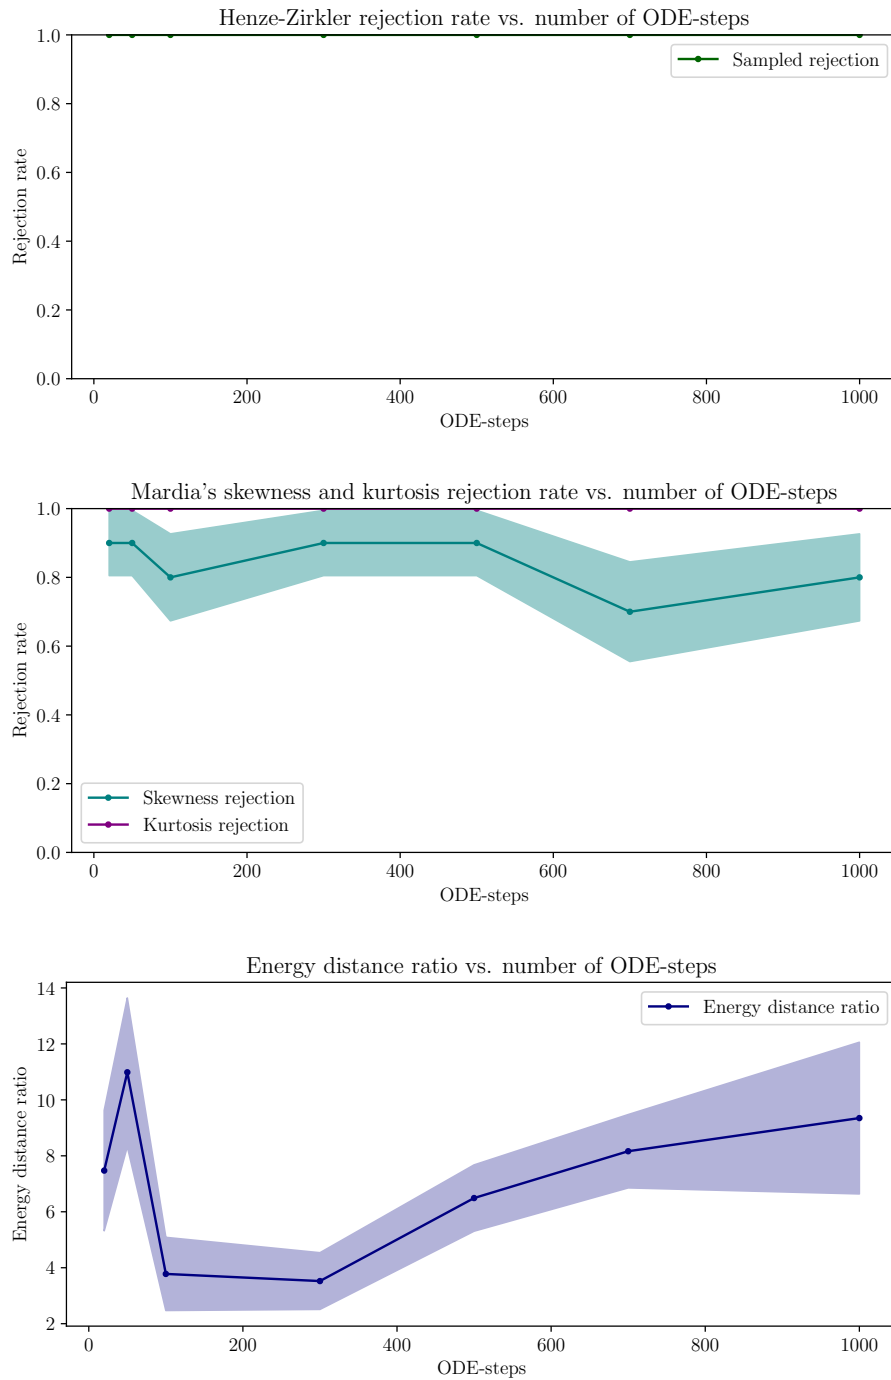 Henze-Zirkler rejection rate vs. number of ODE-steps
1.0
0.8
0.6
0.4
0.2
0.0
Rejection rate
Sampled rejection
0 200 400 600 800 1000
ODE-steps
Mardia's skewness and kurtosis rejection rate vs. number of ODE-steps
1.0
0.8
0.6
0.4
0.2
0.0
Rejection rate
Skewness rejection
Kurtosis rejection
0 200 400 600 800 1000
ODE-steps
Energy distance ratio vs. number of ODE-steps
14
12
10
8
6
4
2
Energy distance ratio
Energy distance ratio
0 200 400 600 800 1000
ODE-steps